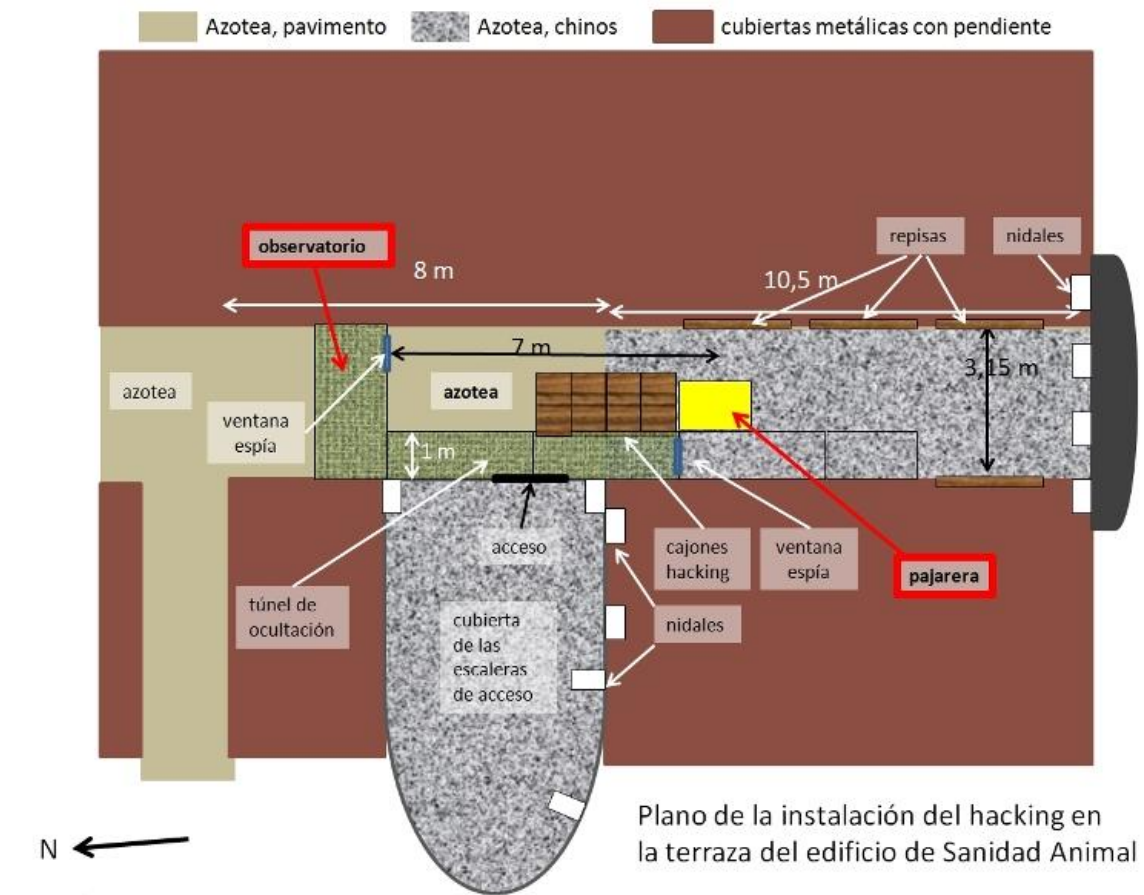 Azotea, pavimento
Azotea, chinos
cubiertas metálicas con pendiente
observatorio
repisas
nidales
8 m
10,5 m
7 m
3,15 m
azotea
azotea
ventana
espía
1 m
acceso
cajones
hacking
ventana
espía
pajarera
túnel de
ocultación
cubierta
de las
escaleras
de acceso
nidales
Plano de la instalación del hacking en
la terraza del edificio de Sanidad Animal
N